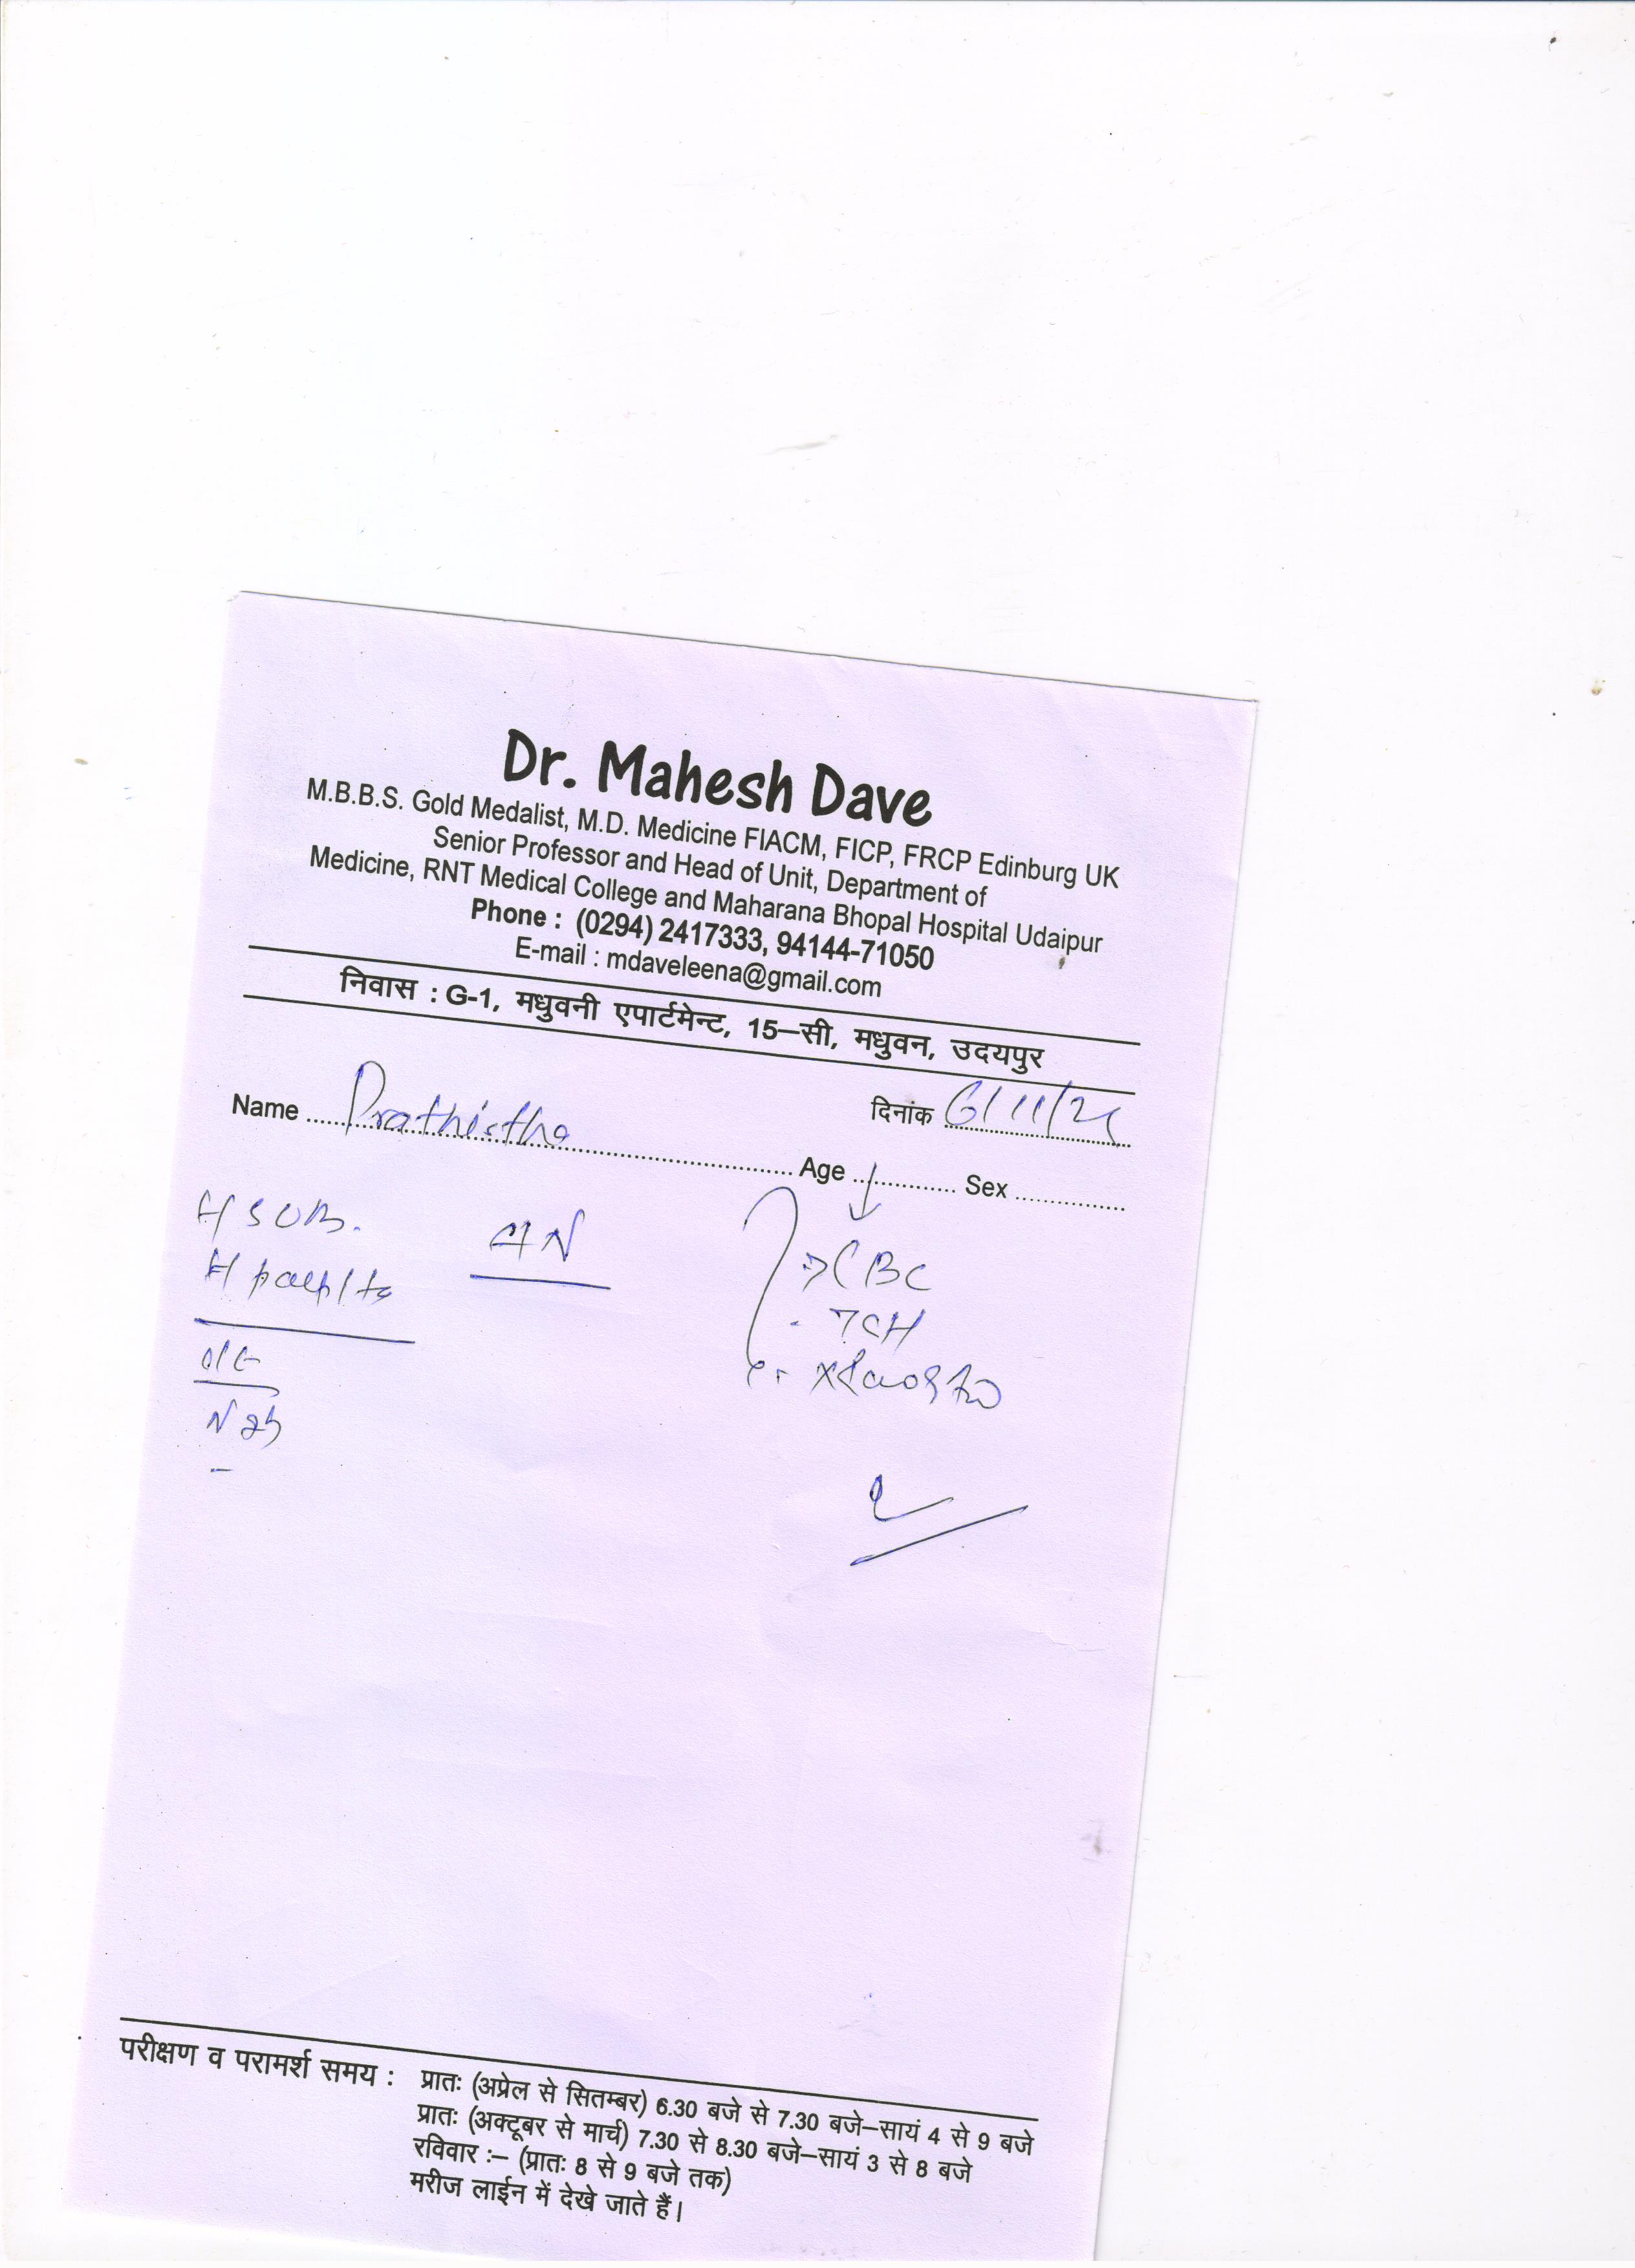 Dr. Mahesh Dave
M.B.B.S. Gold Medalist, M.D. Medicine FIACM, FICP, FRCP Edinburg UK
Senior Professor and Head of Unit, Department of
Medicine, RNT Medical College and Maharana Bhopal Hospital Udaipur
Phone : (0294) 2417333, 94144-71050
E-mail : mdaveleena@gmail.com
निवास : G-1, मधुवनी एपार्टमेन्ट, 15–सी, मधुवन, उदयपुर
Name Prathistha दिनांक 6/11/
Age Sex
H SOB.
H
CBC
परीक्षण व परामर्श समय : प्रातः (अप्रेल से सितम्बर) 6.30 बजे से 7.30 बजे–सायं 4 से 9 बजे
प्रातः (अक्टूबर से मार्च) 7.30 से 8.30 बजे–सायं 3 से 8 बजे
रविवार :– (प्रातः 8 से 9 बजे तक)
मरीज लाईन में देखे जाते हैं।